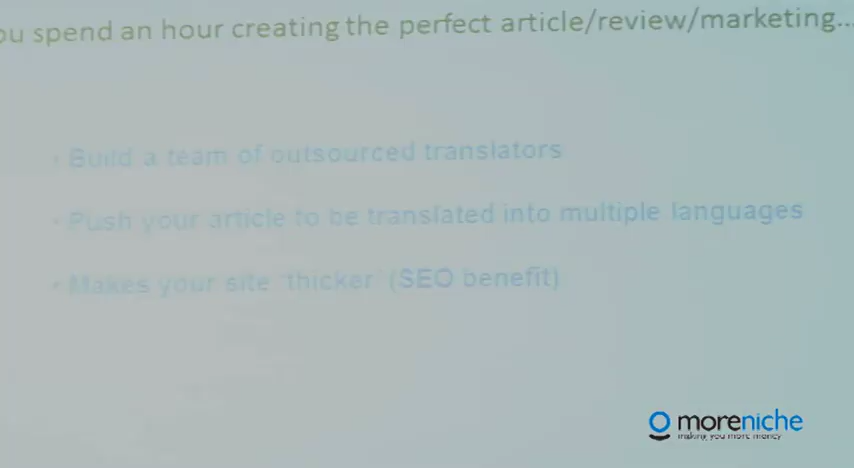 ou spend an hour creating the perfect article/review/marketing...
• Build a team of outsourced translators
• Push your article to be translated into multiple languages
• Makes your site 'thicker' (SEO benefit)
moreniche
making you more money